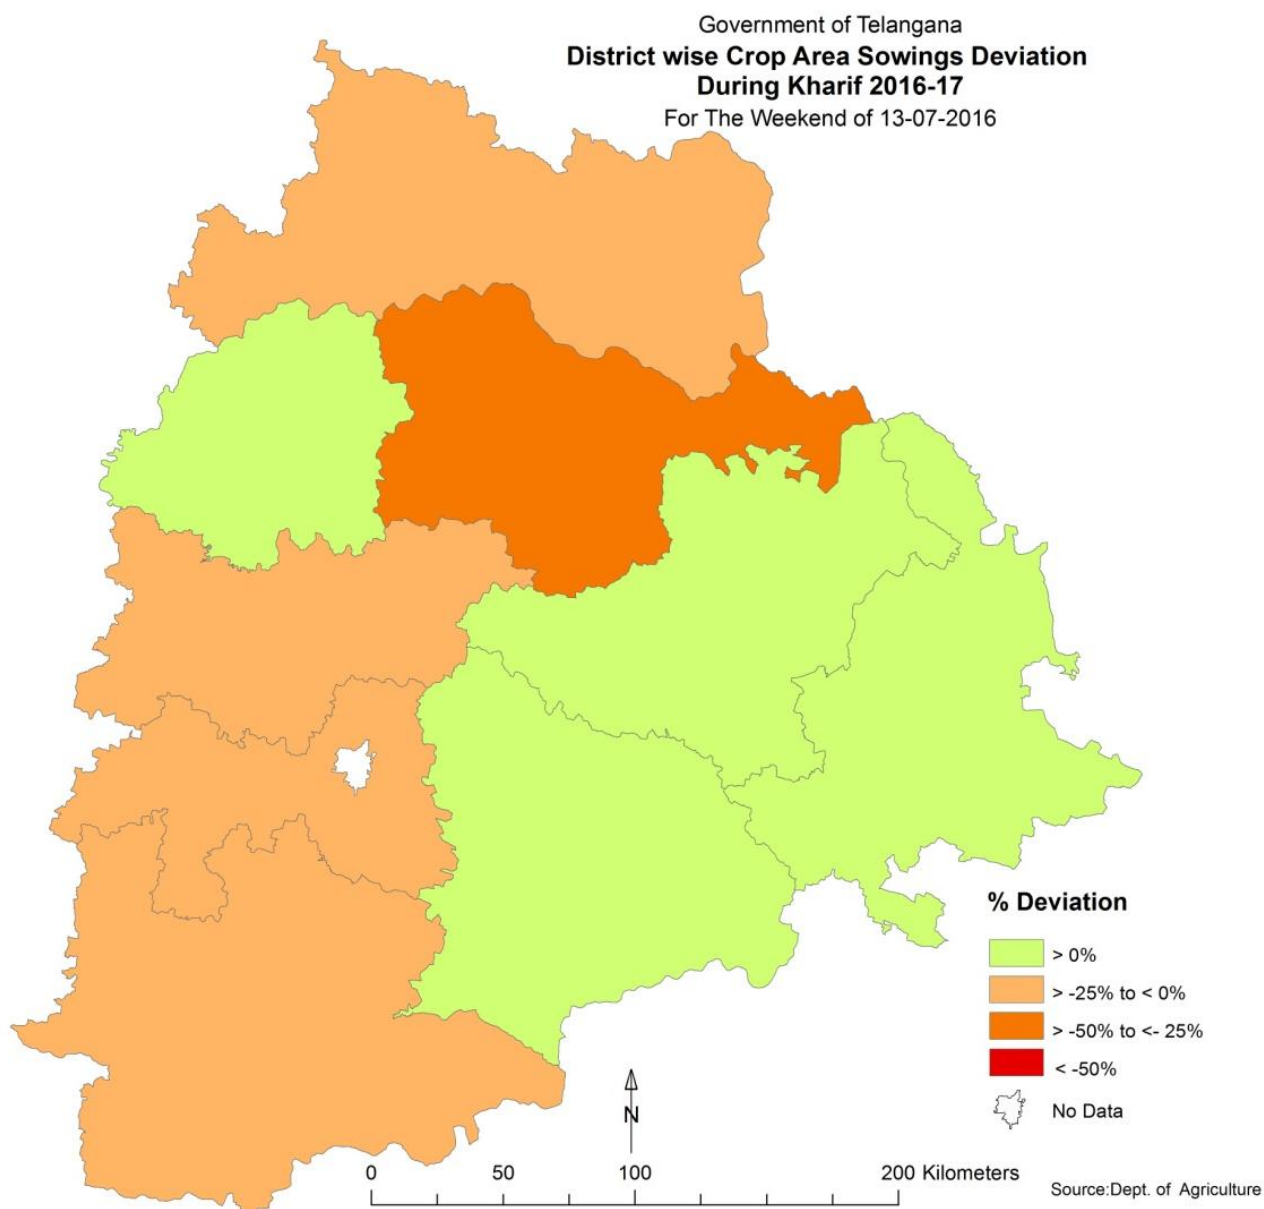 Government of Telangana
District wise Crop Area Sowings Deviation
During Kharif 2016-17
For The Weekend of 13-07-2016
% Deviation
> 0%
> -25% to < 0%
> -50% to <- 25%
< -50%
No Data
N
0 50 100 200 Kilometers
Source:Dept. of Agriculture